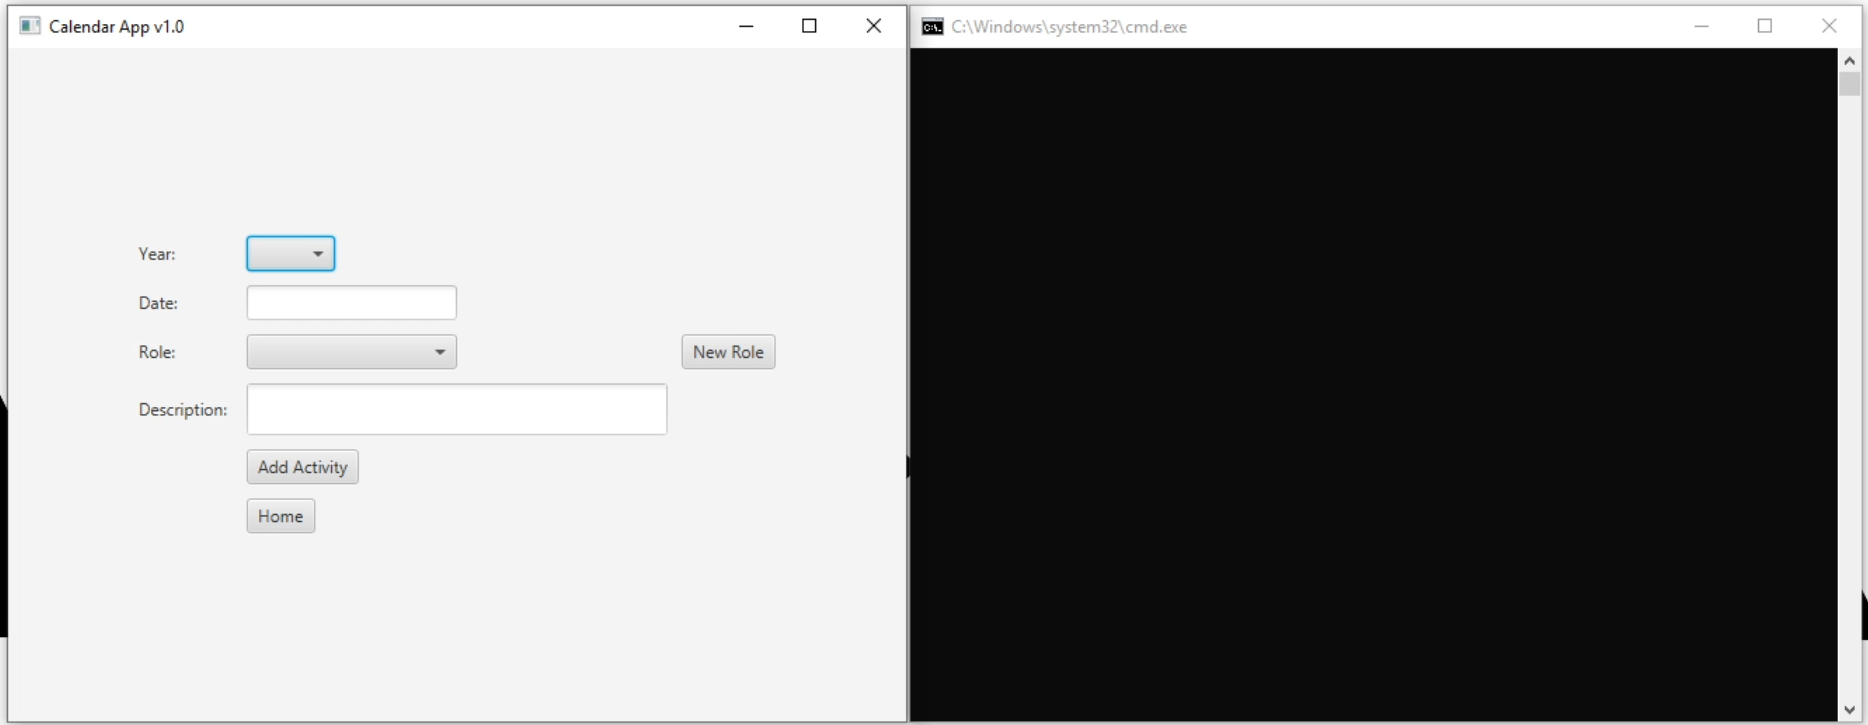 Calendar App v1.0
C:\Windows\system32\cmd.exe
Year:
Date:
Role:
New Role
Description:
Add Activity
Home